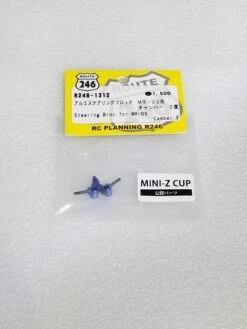 ROUTE
246
ROUTE
R246-1312
●1,500
アルミステアリングブロック MR-03用
キャンバー 2度
Steering Bloc for MR-03
Camber 2
RC PLANNING R246
MINI-Z CUP
公認パーツ